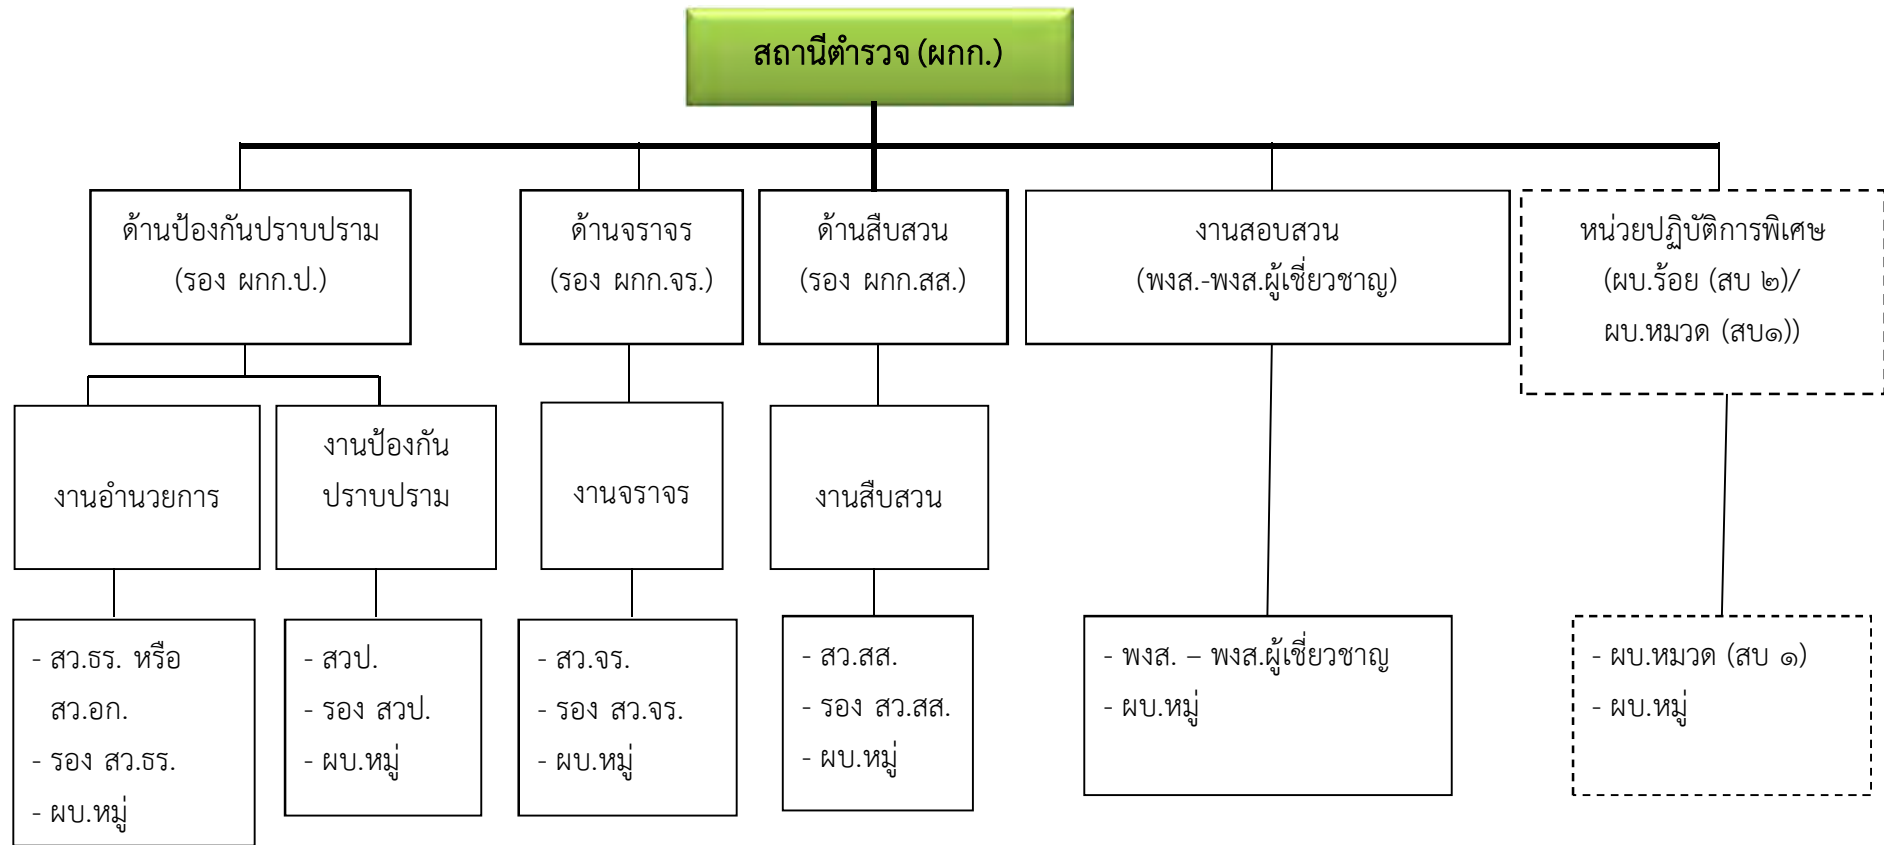 สถานีตำรวจ (ผกก.)
ด้านป้องกันปราบปราม
(รอง ผกก.ป.)
ด้านจราจร
(รอง ผกก.จร.)
ด้านสืบสวน
(รอง ผกก.สส.)
งานสอบสวน
(พงส.-พงส.ผู้เชี่ยวชาญ)
หน่วยปฏิบัติการพิเศษ
(ผบ.ร้อย (สบ ๒)/
ผบ.หมวด (สบ๑))
งานอำนวยการ
งานป้องกัน
ปราบปราม
งานจราจร
งานสืบสวน
- สว.ธร. หรือ
สว.อก.
- รอง สว.ธร.
- ผบ.หมู่
- สวป.
- รอง สวป.
- ผบ.หมู่
- สว.จร.
- รอง สว.จร.
- ผบ.หมู่
- สว.สส.
- รอง สว.สส.
- ผบ.หมู่
- พงส. – พงส.ผู้เชี่ยวชาญ
- ผบ.หมู่
- ผบ.หมวด (สบ ๑)
- ผบ.หมู่